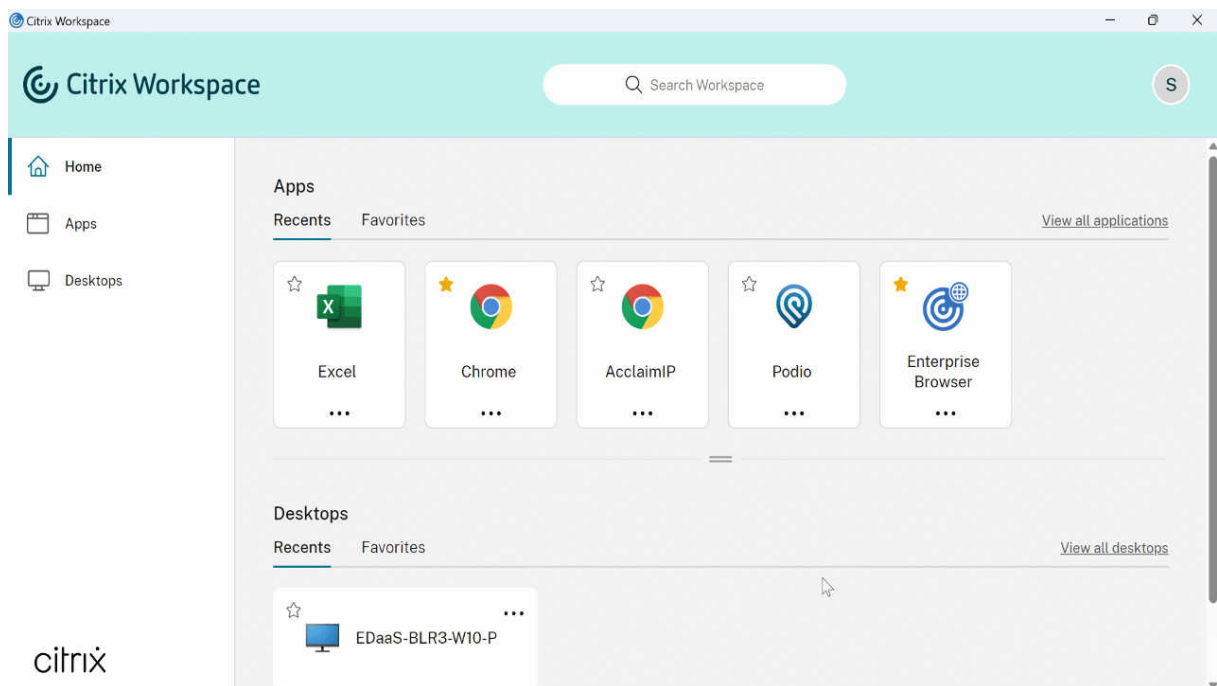 Citrix Workspace
Citrix Workspace
Search Workspace
S
Home
Apps
Desktops
Apps
Recents Favorites
View all applications
X
Excel
Chrome
AcclaimIP
Podio
Enterprise
Browser
Desktops
Recents Favorites
View all desktops
EDaaS-BLR3-W10-P
citrix